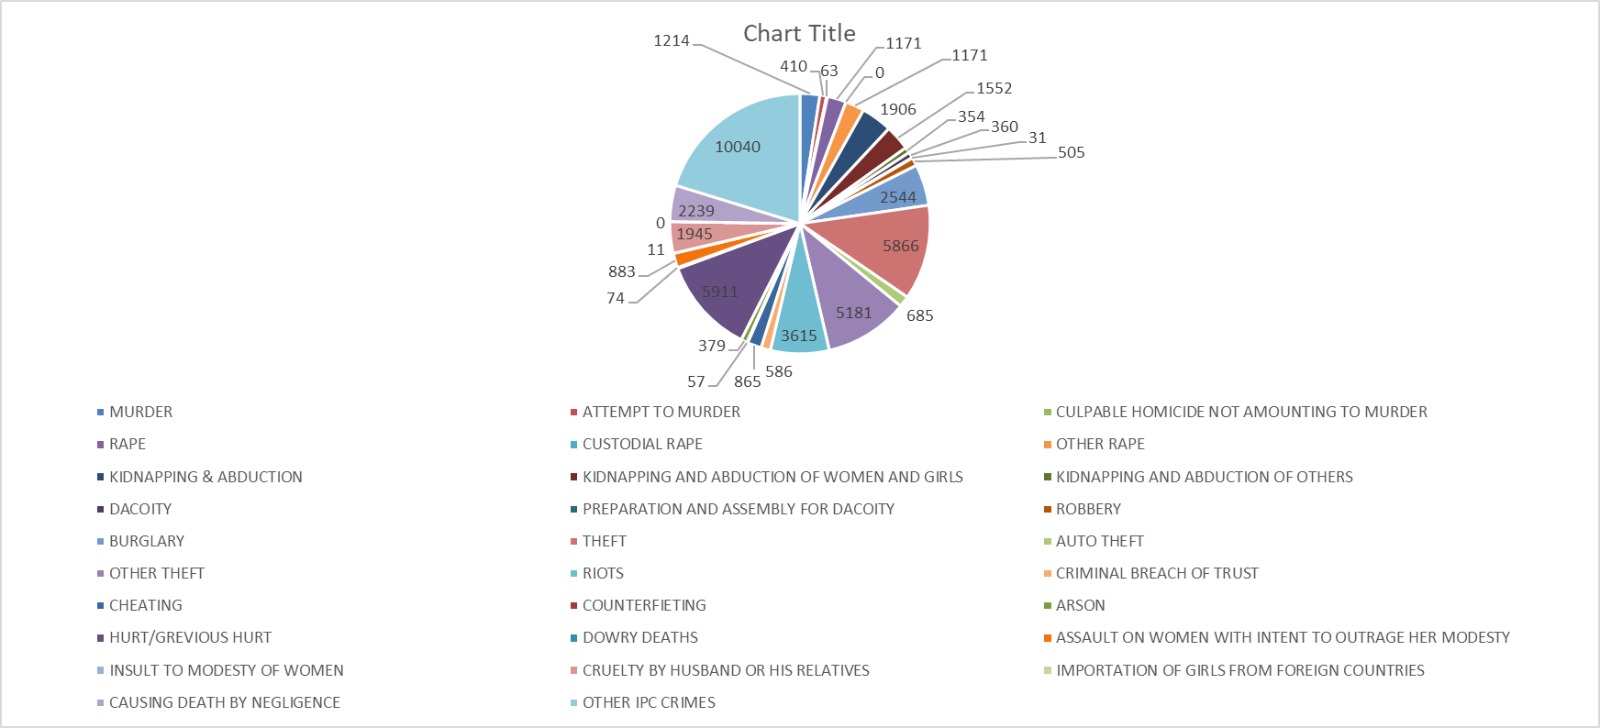 Chart Title
1214
410
63
1171
0
1171
1906
1552
354
360
31
505
2544
5866
685
5181
3615
586
865
57
379
5911
74
883
11
1945
0
2239
10040
MURDER
ATTEMPT TO MURDER
CULPABLE HOMICIDE NOT AMOUNTING TO MURDER
RAPE
CUSTODIAL RAPE
OTHER RAPE
KIDNAPPING & ABDUCTION
KIDNAPPING AND ABDUCTION OF WOMEN AND GIRLS
KIDNAPPING AND ABDUCTION OF OTHERS
DACOITY
PREPARATION AND ASSEMBLY FOR DACOITY
ROBBERY
BURGLARY
THEFT
AUTO THEFT
OTHER THEFT
RIOTS
CRIMINAL BREACH OF TRUST
CHEATING
COUNTERFIETING
ARSON
HURT/GREVIOUS HURT
DOWRY DEATHS
ASSAULT ON WOMEN WITH INTENT TO OUTRAGE HER MODESTY
INSULT TO MODESTY OF WOMEN
CRUELTY BY HUSBAND OR HIS RELATIVES
IMPORTATION OF GIRLS FROM FOREIGN COUNTRIES
CAUSING DEATH BY NEGLIGENCE
OTHER IPC CRIMES